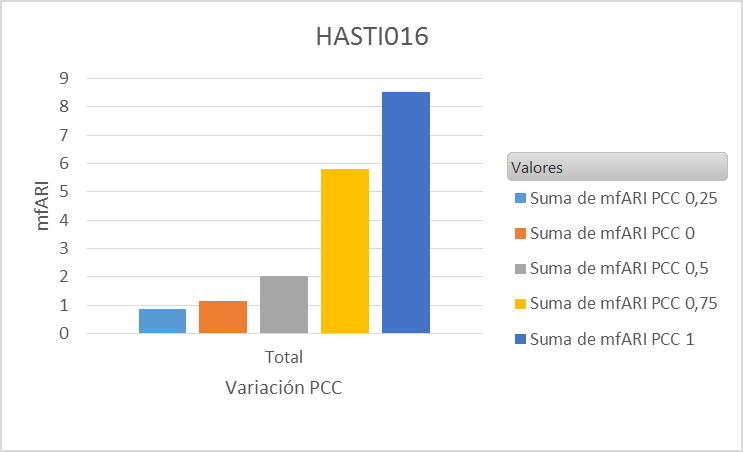 HASTI016
mfARI
9
8
7
6
5
4
3
2
1
0
Total
Variación PCC
Valores
Suma de mfARI PCC 0,25
Suma de mfARI PCC 0
Suma de mfARI PCC 0,5
Suma de mfARI PCC 0,75
Suma de mfARI PCC 1